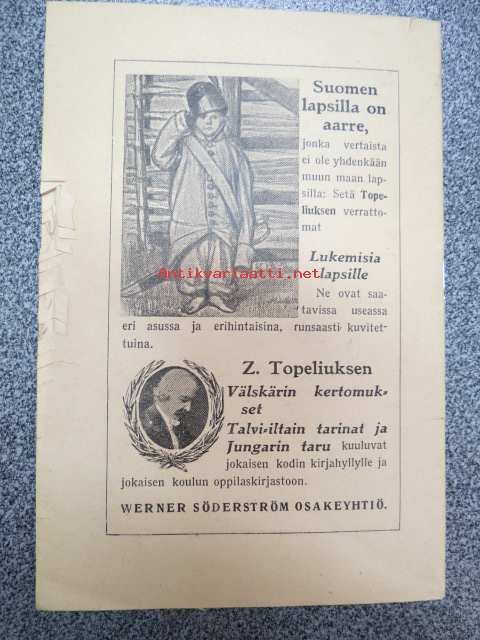 Suomen
lapsilla on
aarre,
jonka vertaista
ei ole yhdenkään
muun maan lap-
silla: Setä Tope-
liuksen verratto-
mat
Lukemisia
lapsille
Ne ovat saa-
tavissa useassa
eri asussa ja erihintaisina, runsaasti kuvitet-
tuina.
Antikvariaatti.net
Z. Topeliuksen
Välskärin kertomuk-
set
Talvi-iltain tarinat ja
Jungarin taru kuuluvat
jokaisen kodin kirjahyllylle ja
jokaisen koulun oppilaskirjastoon.
WERNER SÖDERSTRÖM OSAKEYHTIÖ.